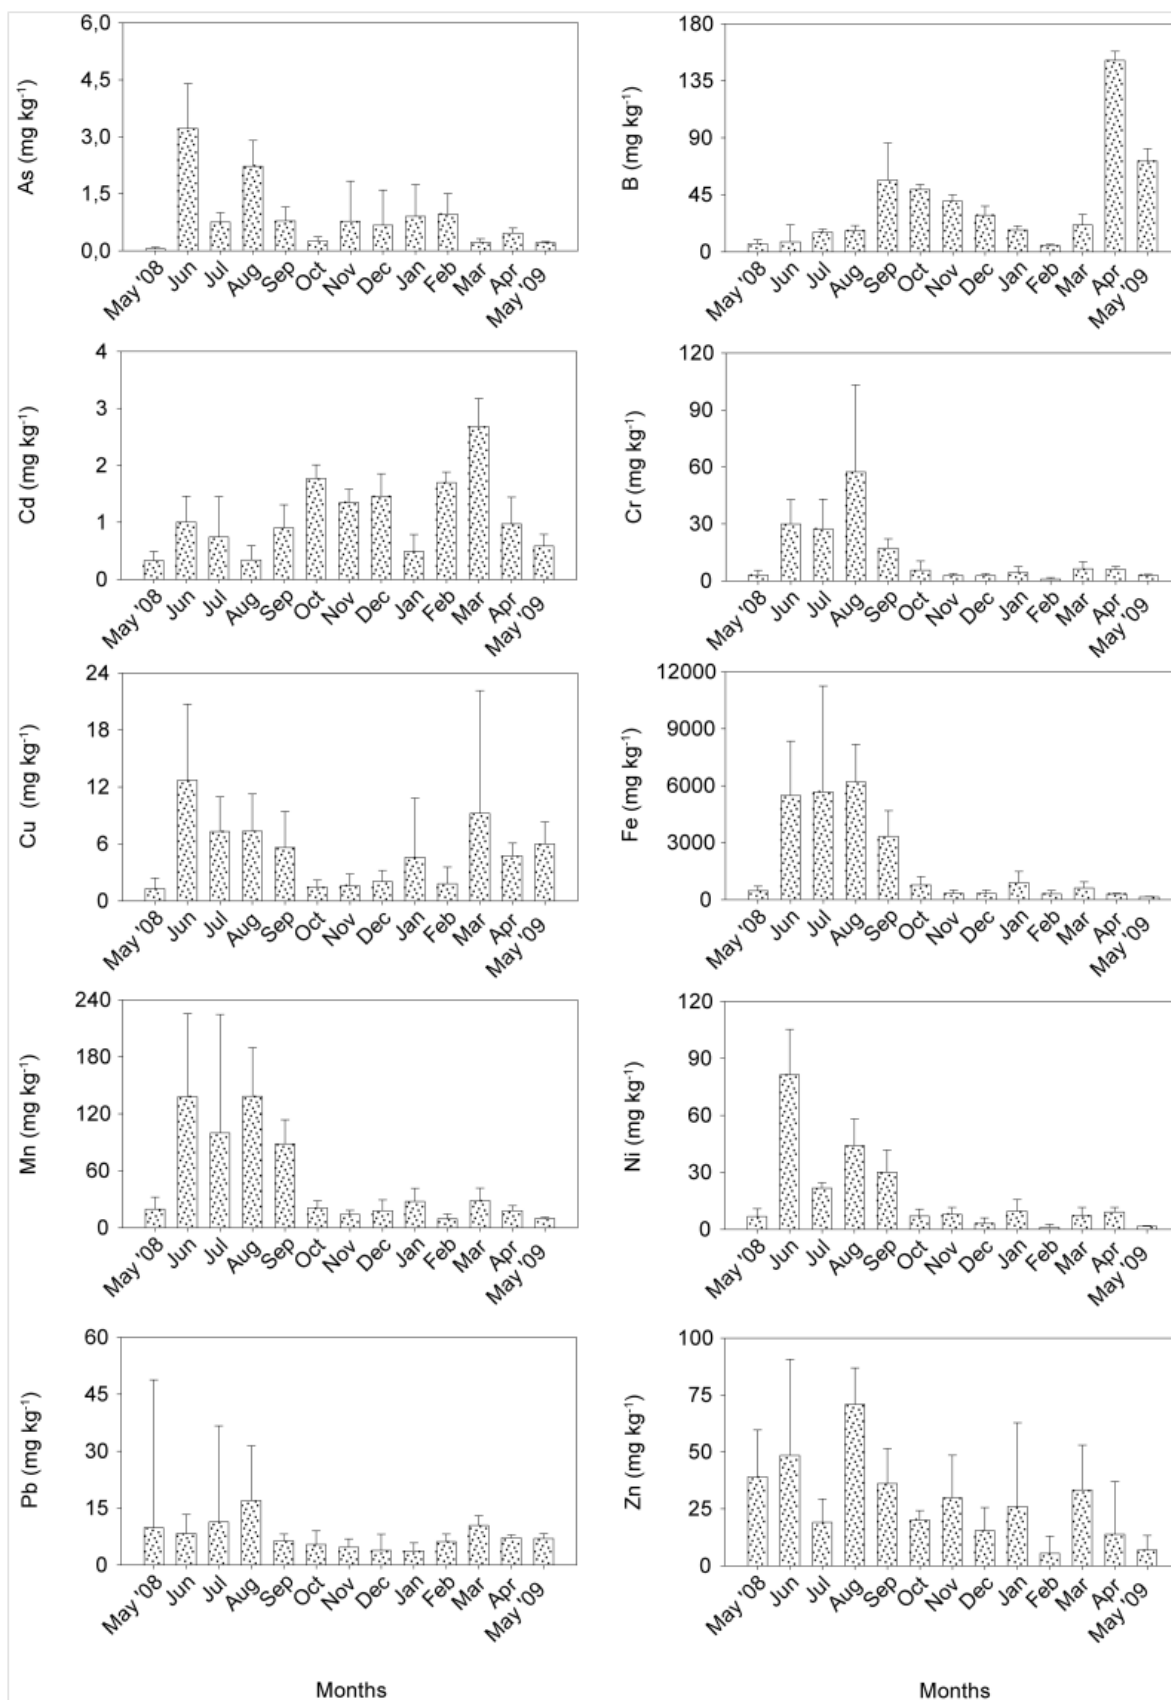 As (mg kg-1)
6,0
4,5
3,0
1,5
0,0
May '08 Jun Jul Aug Sep Oct Nov Dec Jan Feb Mar Apr May '09
B (mg kg-1)
180
135
90
45
0
May '08 Jun Jul Aug Sep Oct Nov Dec Jan Feb Mar Apr May '09
Cd (mg kg-1)
4
3
2
1
0
May '08 Jun Jul Aug Sep Oct Nov Dec Jan Feb Mar Apr May '09
Cr (mg kg-1)
120
90
60
30
0
May '08 Jun Jul Aug Sep Oct Nov Dec Jan Feb Mar Apr May '09
Cu (mg kg-1)
24
18
12
6
0
May '08 Jun Jul Aug Sep Oct Nov Dec Jan Feb Mar Apr May '09
Fe (mg kg-1)
12000
9000
6000
3000
0
May '08 Jun Jul Aug Sep Oct Nov Dec Jan Feb Mar Apr May '09
Mn (mg kg-1)
240
180
120
60
0
May '08 Jun Jul Aug Sep Oct Nov Dec Jan Feb Mar Apr May '09
Ni (mg kg-1)
120
90
60
30
0
May '08 Jun Jul Aug Sep Oct Nov Dec Jan Feb Mar Apr May '09
Pb (mg kg-1)
60
45
30
15
0
May '08 Jun Jul Aug Sep Oct Nov Dec Jan Feb Mar Apr May '09
Months
Zn (mg kg-1)
100
75
50
25
0
May '08 Jun Jul Aug Sep Oct Nov Dec Jan Feb Mar Apr May '09
Months